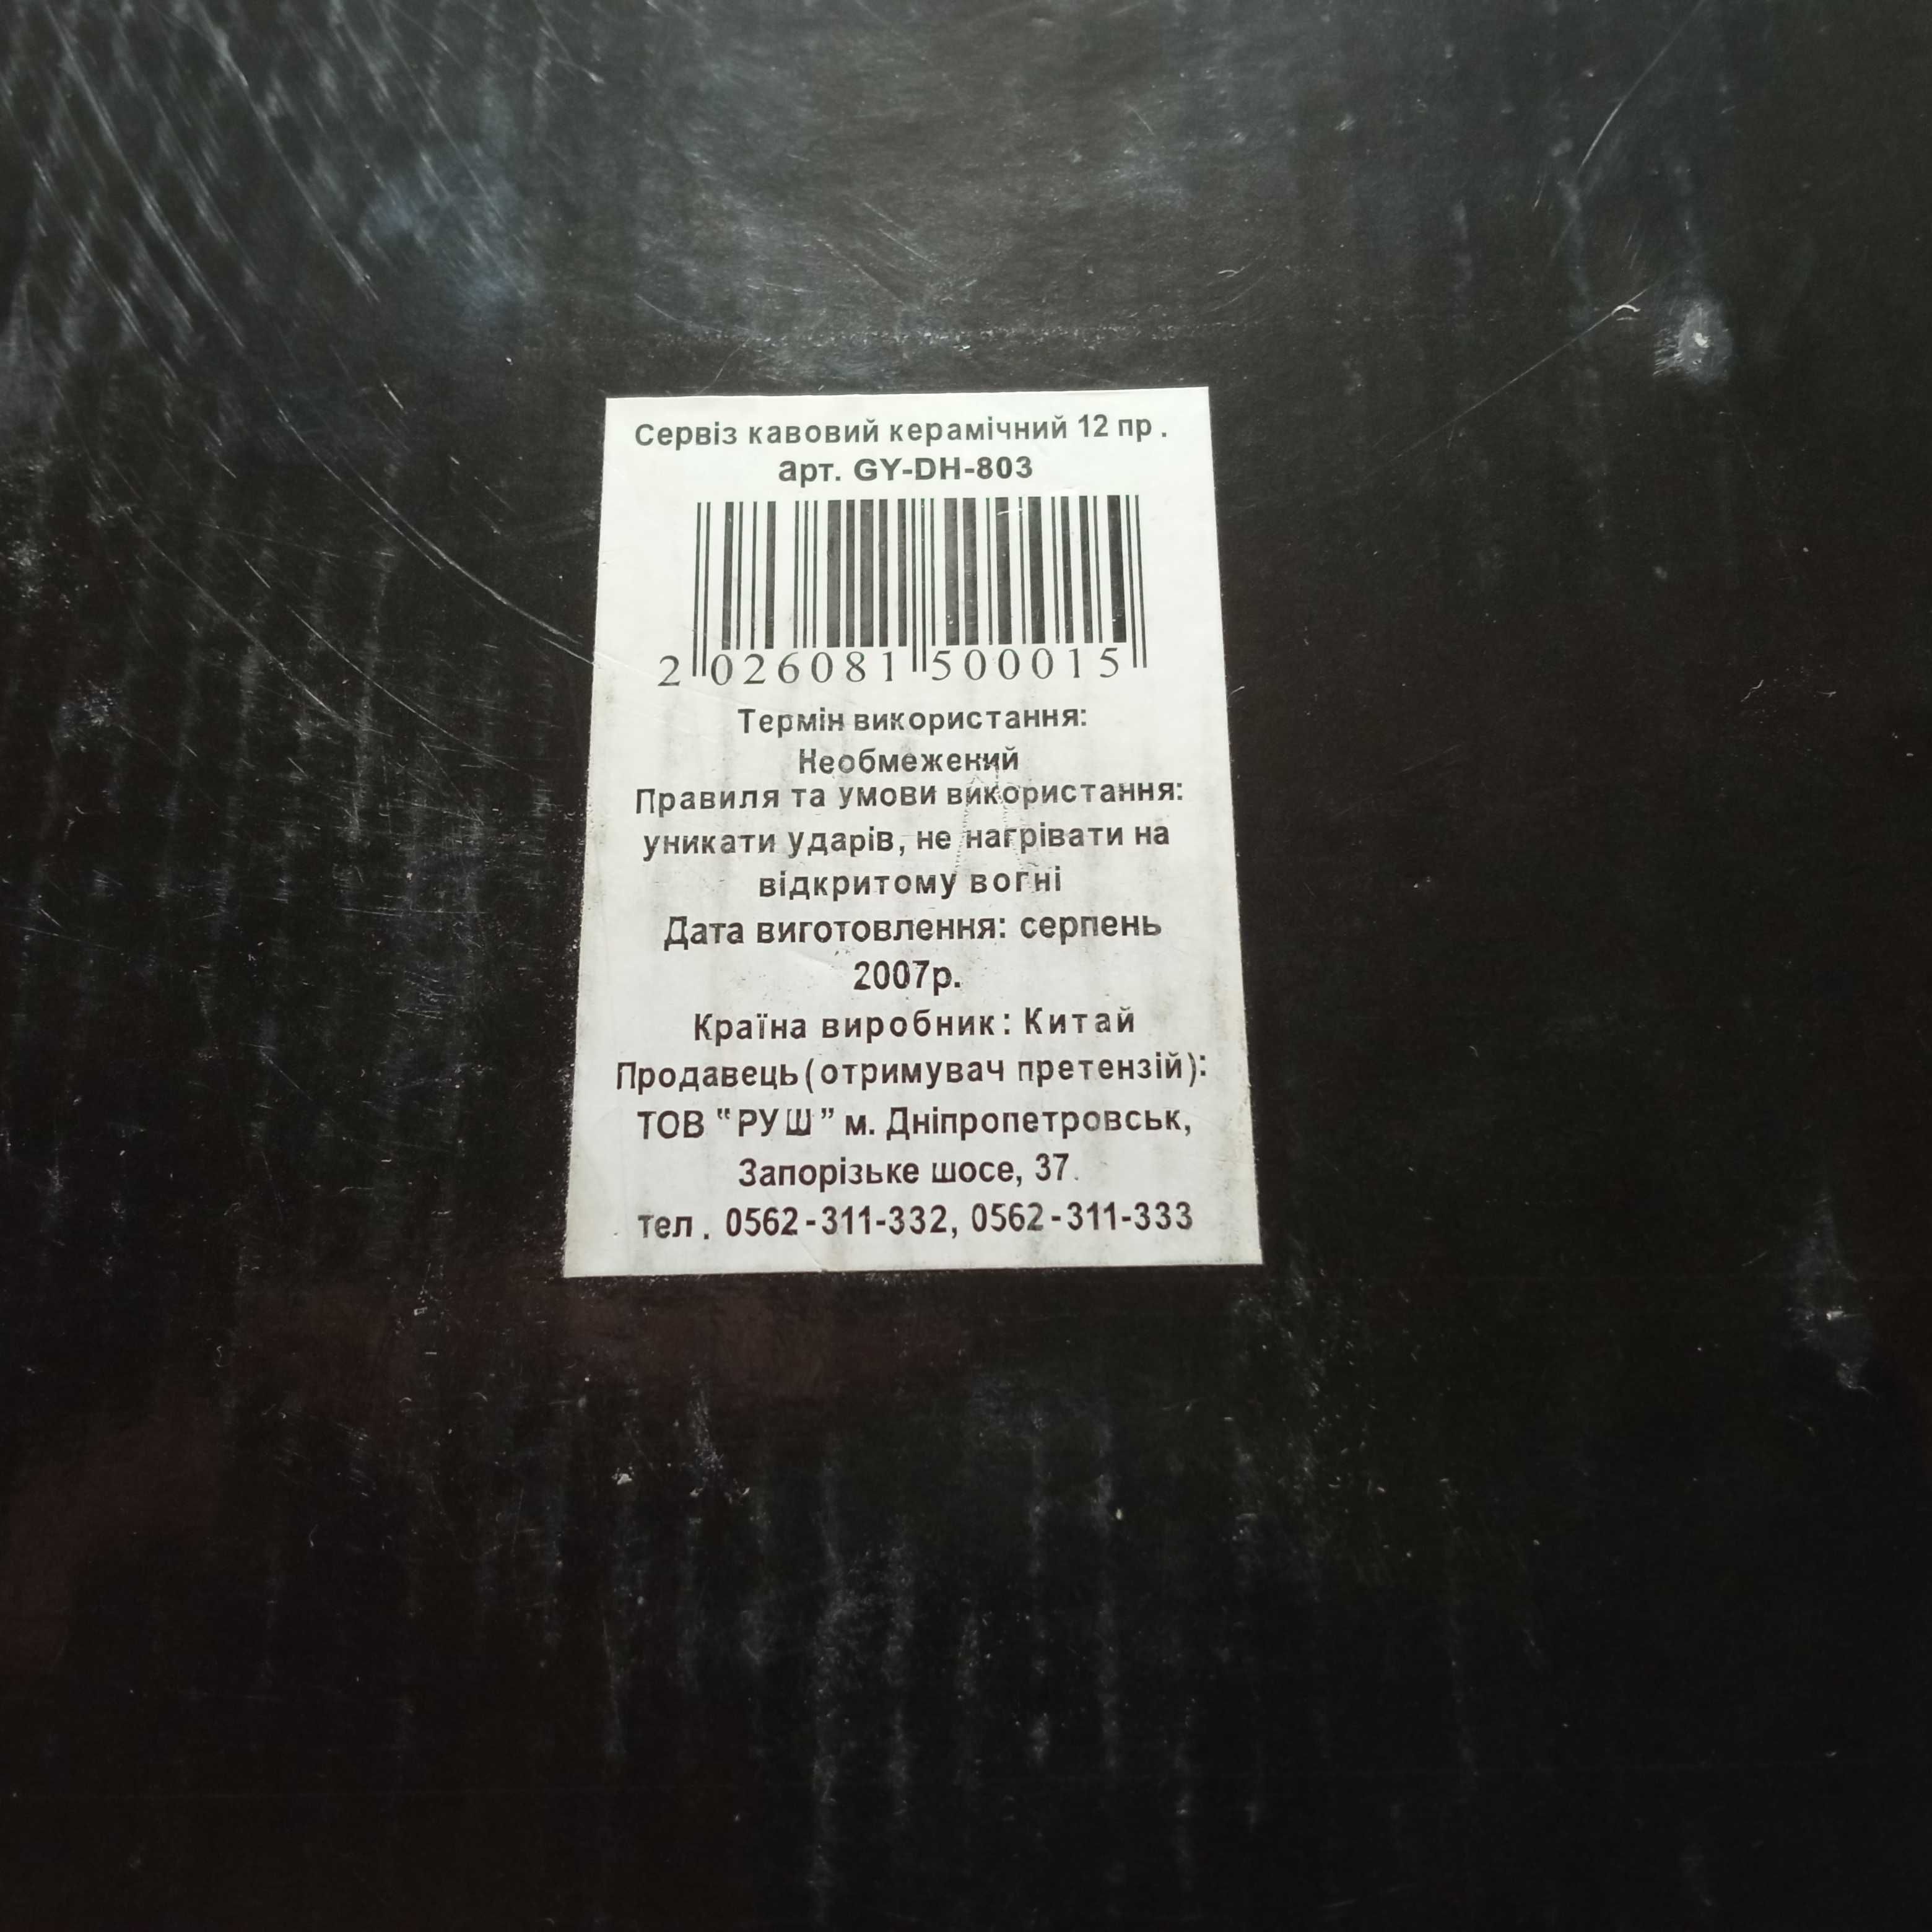 Сервіз кавовий керамічний 12 пр .
арт. GY-DH-803
2 026081 500015
Термін використання:
Необмежений
Правиля та умови використання:
уникати ударів, не нагрівати на
відкритому вогні
Дата виготовлення: серпень
2007р.
Країна виробник: Китай
Продавець(отримувач претензій):
ТОВ "РУШ" м. Дніпропетровськ,
Запорізьке шосе, 37.
тел . 0562-311-332, 0562-311-333